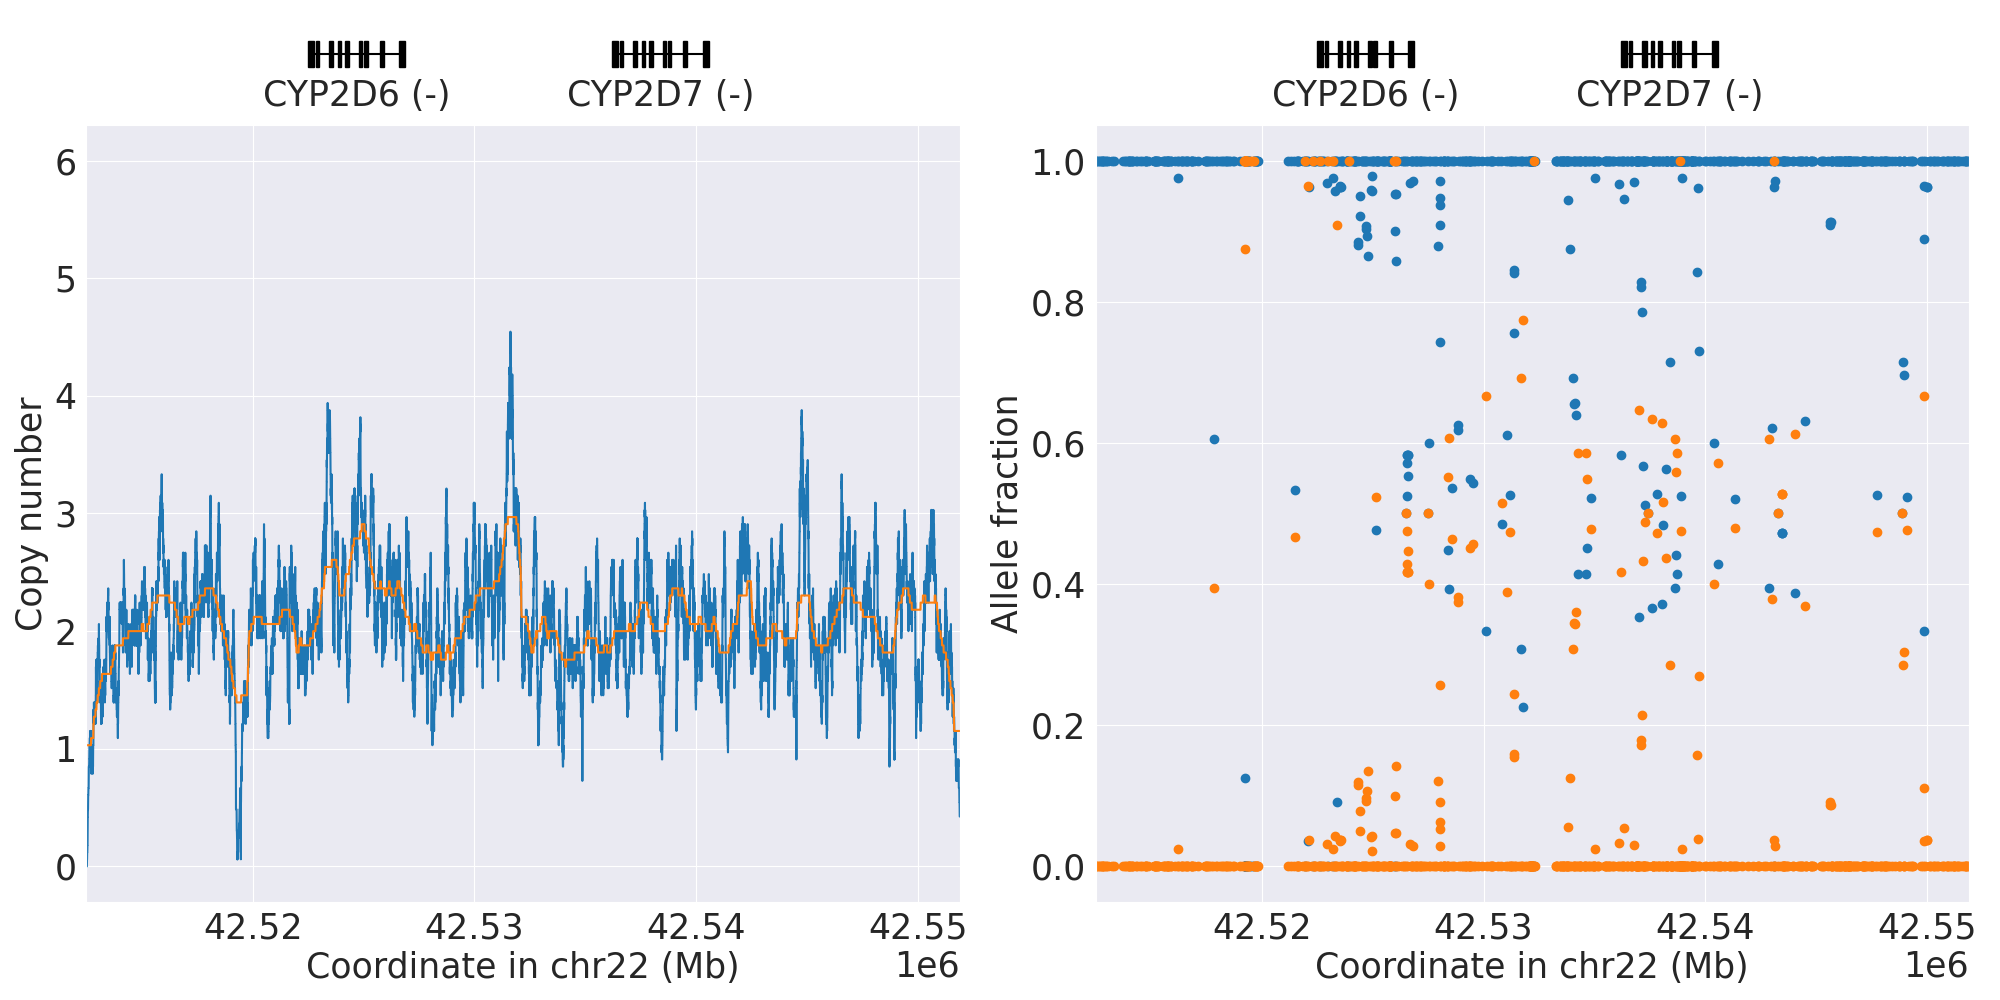 CYP2D6 (-) CYP2D7 (-)
6
5
4
3
2
1
0
Copy number
42.52 42.53 42.54 42.55
Coordinate in chr22 (Mb) 1e6
CYP2D6 (-) CYP2D7 (-)
1.0
0.8
0.6
0.4
0.2
0.0
Allele fraction
42.52 42.53 42.54 42.55
Coordinate in chr22 (Mb) 1e6